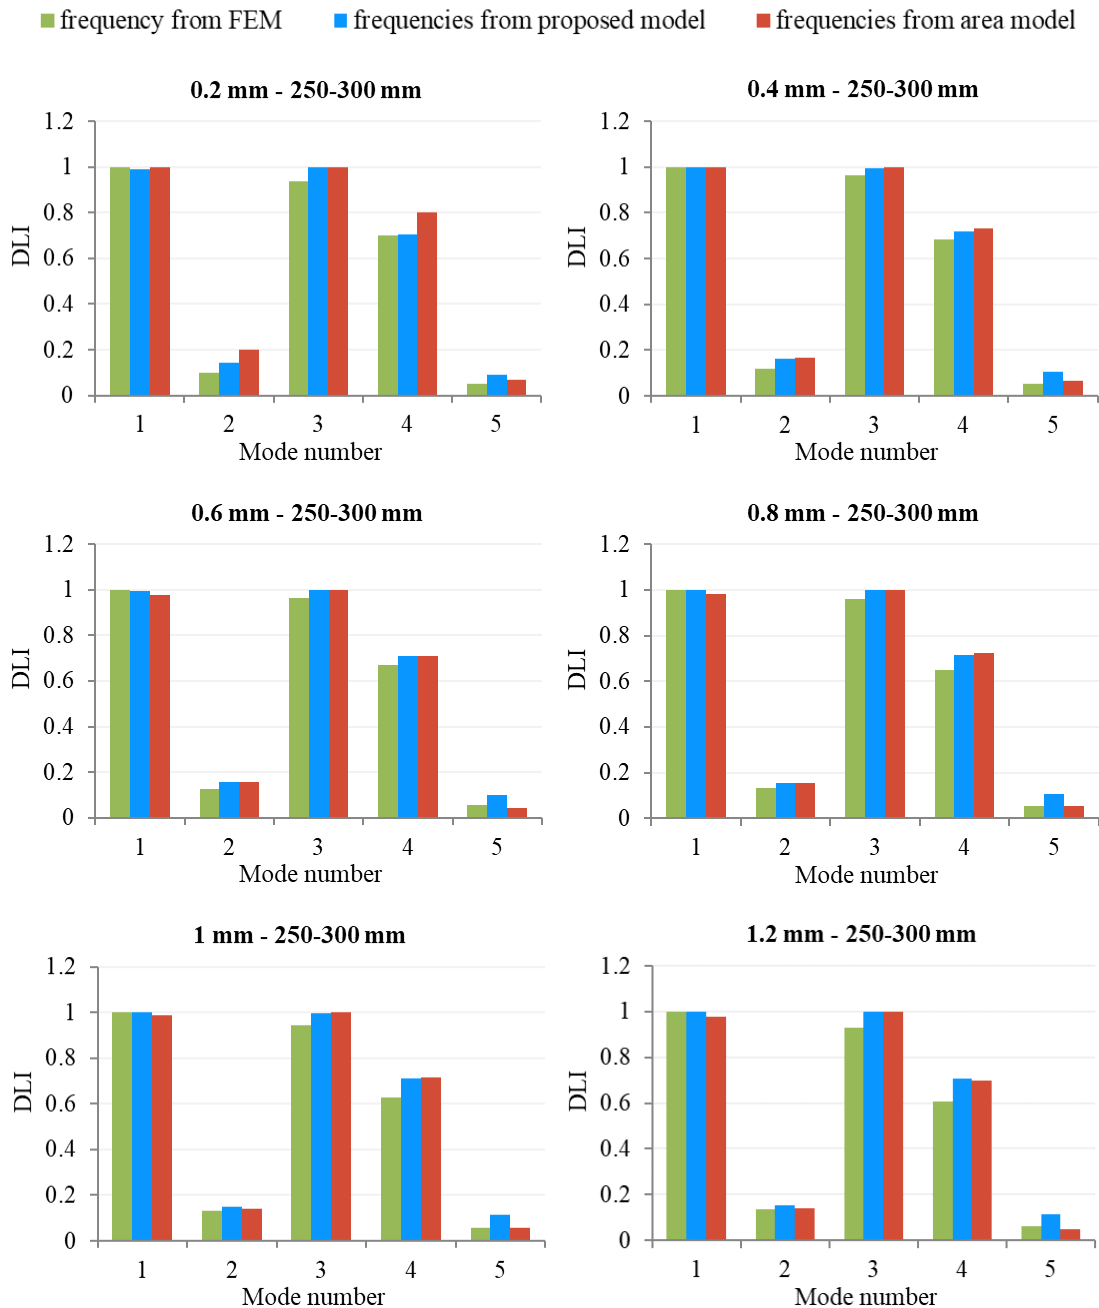 frequency from FEM frequencies from proposed model frequencies from area model
0.2 mm - 250-300 mm
DLI
1.2
1
0.8
0.6
0.4
0.2
0
1 2 3 4 5
Mode number
0.4 mm - 250-300 mm
DLI
1.2
1
0.8
0.6
0.4
0.2
0
1 2 3 4 5
Mode number
0.6 mm - 250-300 mm
DLI
1.2
1
0.8
0.6
0.4
0.2
0
1 2 3 4 5
Mode number
0.8 mm - 250-300 mm
DLI
1.2
1
0.8
0.6
0.4
0.2
0
1 2 3 4 5
Mode number
1 mm - 250-300 mm
DLI
1.2
1
0.8
0.6
0.4
0.2
0
1 2 3 4 5
Mode number
1.2 mm - 250-300 mm
DLI
1.2
1
0.8
0.6
0.4
0.2
0
1 2 3 4 5
Mode number